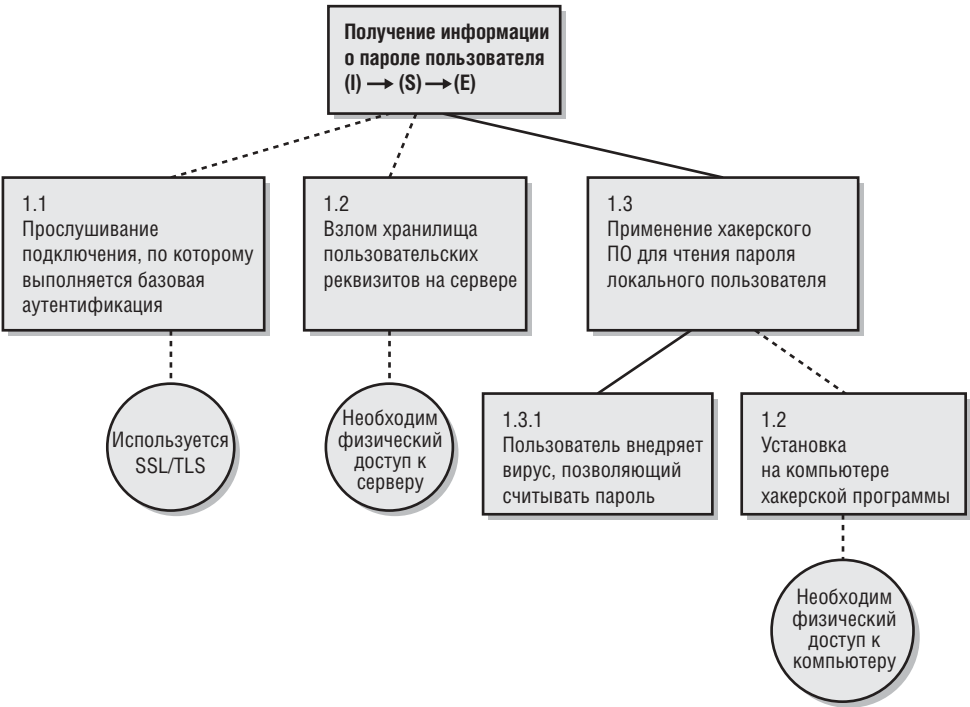 Получение информации
о пароле пользователя
(I) → (S) → (E)
1.1
Прослушивание
подключения, по которому
выполняется базовая
аутентификация
1.2
Взлом хранилища
пользовательских
реквизитов на сервере
1.3
Применение хакерского
ПО для чтения пароля
локального пользователя
Используется
SSL/TLS
Необходим
физический
доступ к
серверу
1.3.1
Пользователь внедряет
вирус, позволяющий
считывать пароль
1.2
Установка
на компьютере
хакерской программы
Необходим
физический
доступ к
компьютеру